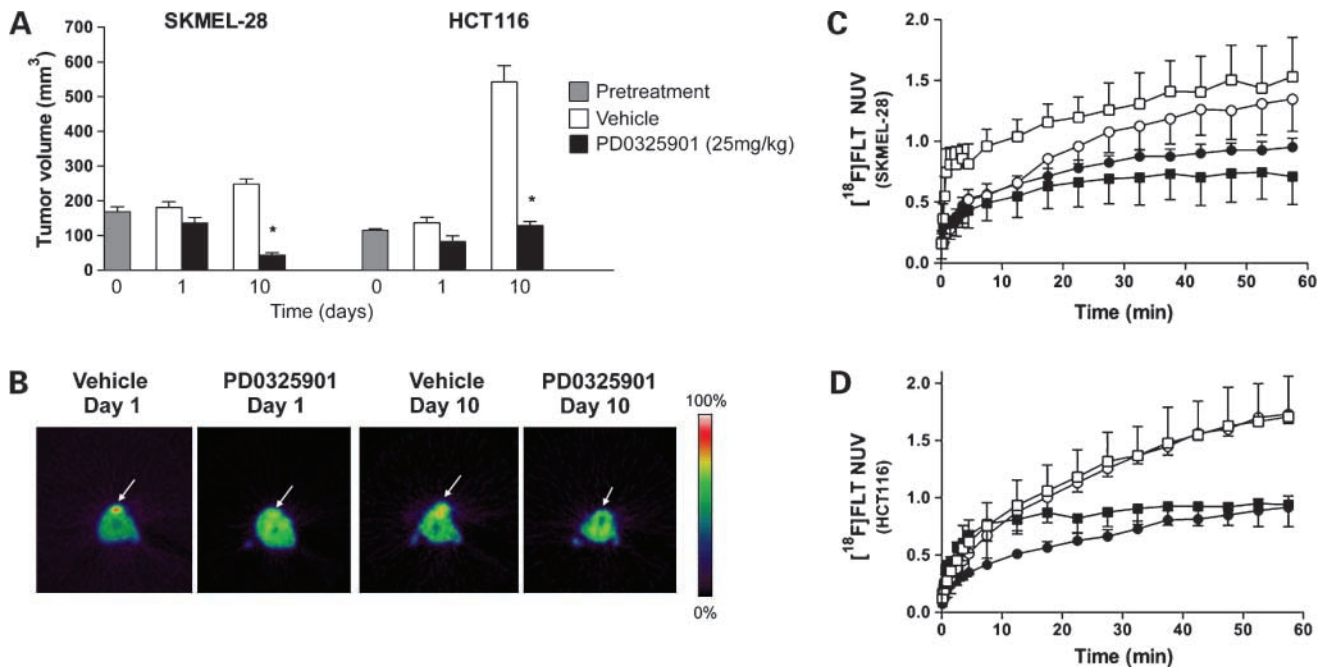 A
SKMEL-28
HCT116
Tumor volume (mm³)
700
600
500
400
300
200
100
0
*
*
0
1
10
0
1
10
Time (days)
Pretreatment
Vehicle
PD0325901 (25mg/kg)
B
Vehicle
Day 1
PD0325901
Day 1
Vehicle
Day 10
PD0325901
Day 10
100%
0%
C
[¹⁸F]FLT NUV
(SKMEL-28)
2.0
1.5
1.0
0.5
0.0
0
10
20
30
40
50
60
Time (min)
D
[¹⁸F]FLT NUV
(HCT116)
2.0
1.5
1.0
0.5
0.0
0
10
20
30
40
50
60
Time (min)